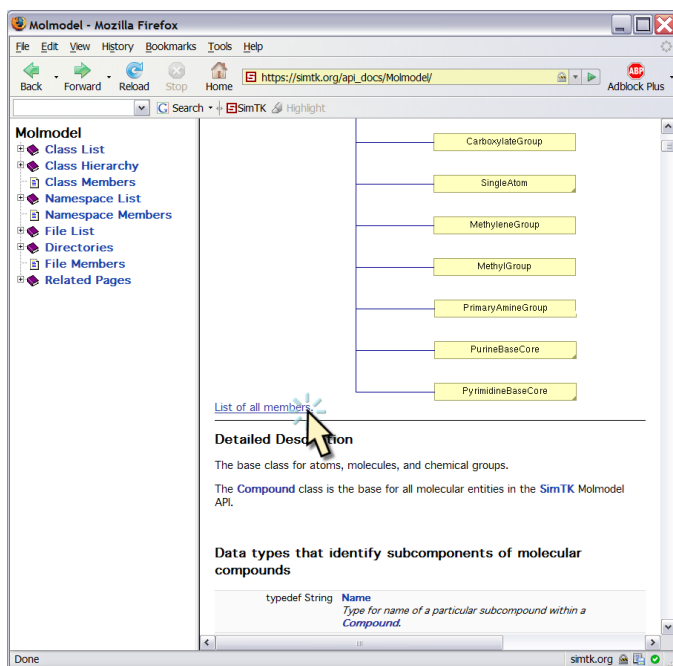 Molmodel - Mozilla Firefox
File Edit View History Bookmarks Tools Help
Back Forward Reload Stop Home https://simtk.org/api_docs/Molmodel/ ABP Adblock Plus
G Search SimTK Highlight
Molmodel
Class List
Class Hierarchy
Class Members
Namespace List
Namespace Members
File List
Directories
File Members
Related Pages
CarboxylateGroup
SingleAtom
MethyleneGroup
MethylGroup
PrimaryAmineGroup
PurineBaseCore
PyrimidineBaseCore
List of all members.
Detailed Description
The base class for atoms, molecules, and chemical groups.
The Compound class is the base for all molecular entities in the SimTK Molmodel
API.
Data types that identify subcomponents of molecular
compounds
typedef String Name
Type for name of a particular subcompound within a
Compound.
Done simtk.org